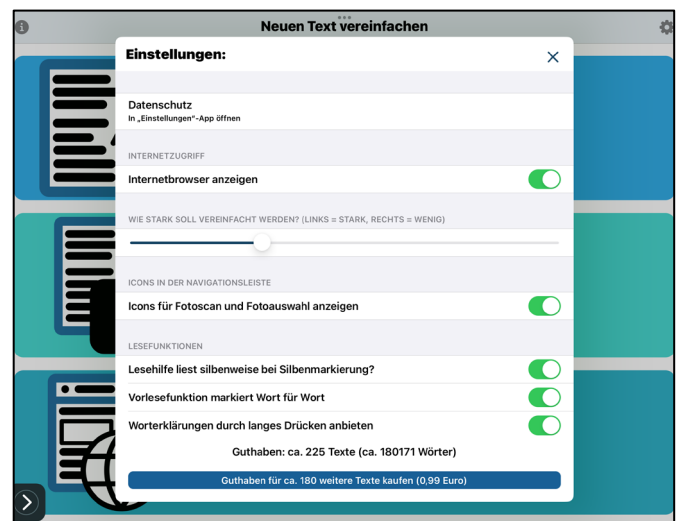 Neuen Text vereinfachen
Einstellungen:
Datenschutz
In „Einstellungen"-App öffnen
INTERNETZUGRIFF
Internetbrowser anzeigen
WIE STARK SOLL VEREINFACHT WERDEN? (LINKS = STARK, RECHTS = WENIG)
ICONS IN DER NAVIGATIONSLEISTE
Icons für Fotoscan und Fotoauswahl anzeigen
LESEFUNKTIONEN
Lesehilfe liest silbenweise bei Silbenmarkierung?
Vorlesefunktion markiert Wort für Wort
Worterklärungen durch langes Drücken anbieten
Guthaben: ca. 225 Texte (ca. 180171 Wörter)
Guthaben für ca. 180 weitere Texte kaufen (0,99 Euro)